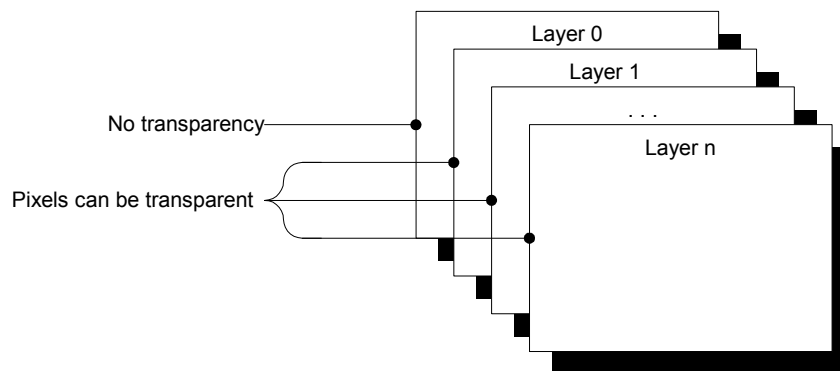 Layer 0
Layer 1
No transparency
. . .
Layer n
Pixels can be transparent